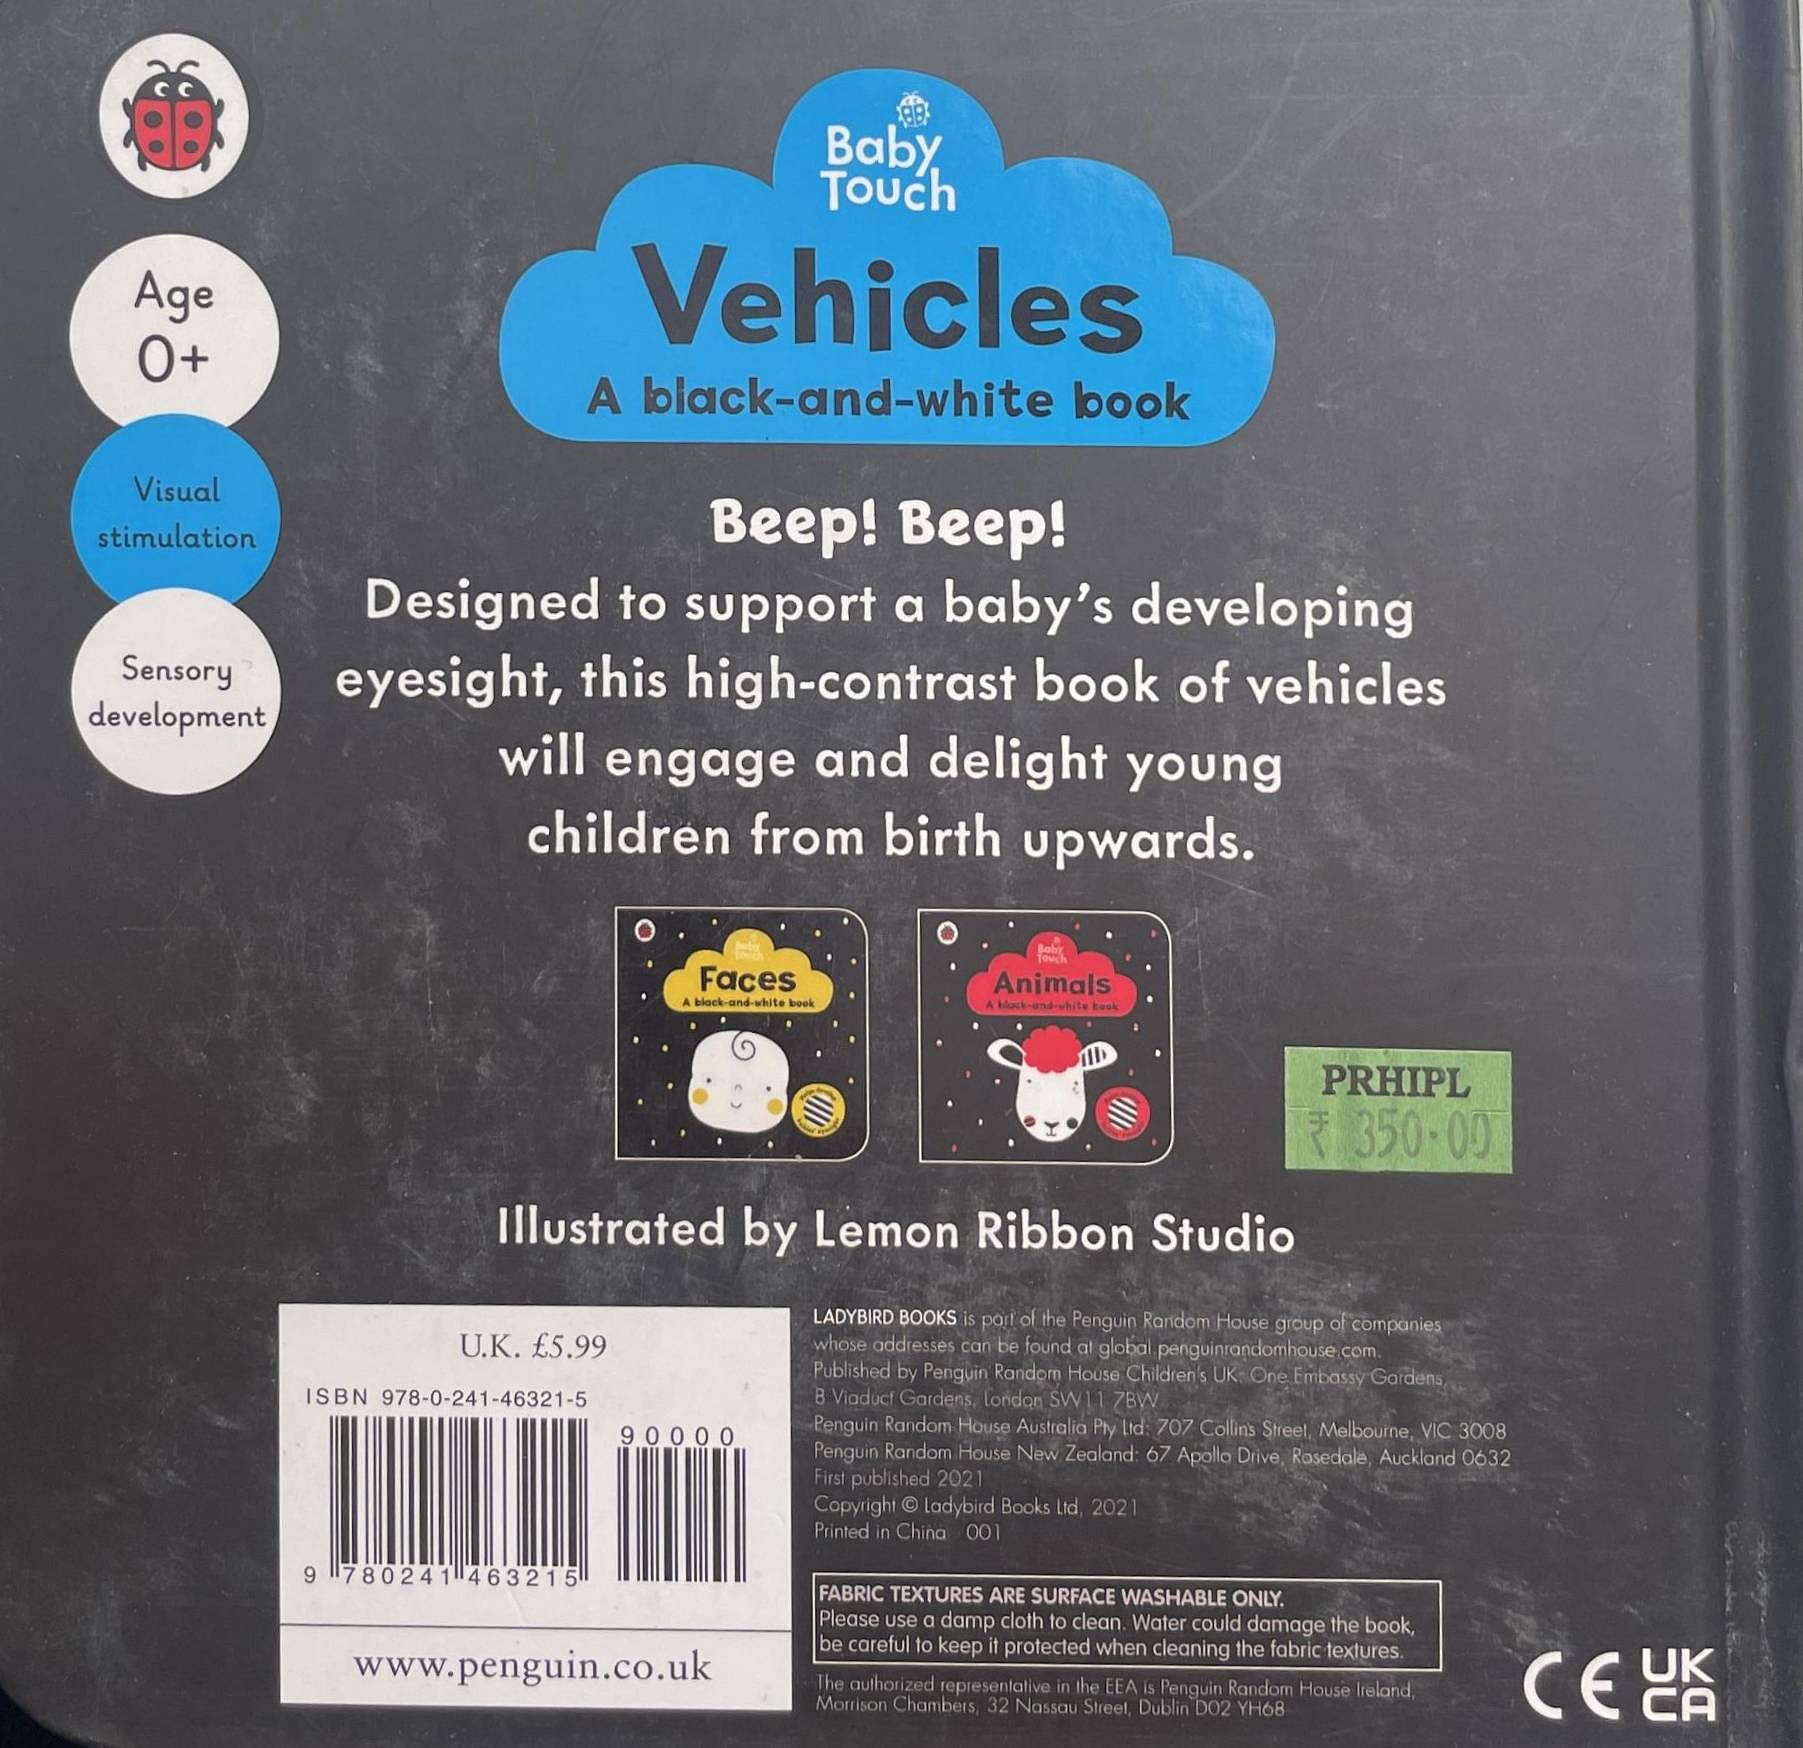 Baby
Touch
Vehicles
A black-and-white book
Age
0+
Visual
stimulation
Sensory
development
Beep! Beep!
Designed to support a baby's developing
eyesight, this high-contrast book of vehicles
will engage and delight young
children from birth upwards.
Baby
Touch
Faces
A black-and-white book
Baby
Touch
Animals
A black-and-white book
PRHIPL
₹ 350.00
Illustrated by Lemon Ribbon Studio
U.K. £5.99
ISBN 978-0-241-46321-5
90000
9 780241 463215
www.penguin.co.uk
LADYBIRD BOOKS is part of the Penguin Random House group of companies
whose addresses can be found at global.penguinrandomhouse.com.
Published by Penguin Random House Children's UK: One Embassy Gardens,
8 Viaduct Gardens, London SW11 7BW
Penguin Random House Australia Pty Ltd: 707 Collins Street, Melbourne, VIC 3008
Penguin Random House New Zealand: 67 Apollo Drive, Rosedale, Auckland 0632
First published 2021
Copyright © Ladybird Books Ltd, 2021
Printed in China 001
FABRIC TEXTURES ARE SURFACE WASHABLE ONLY.
Please use a damp cloth to clean. Water could damage the book,
be careful to keep it protected when cleaning the fabric textures.
The authorized representative in the EEA is Penguin Random House Ireland,
Morrison Chambers, 32 Nassau Street, Dublin D02 YH68
CE
UK
CA